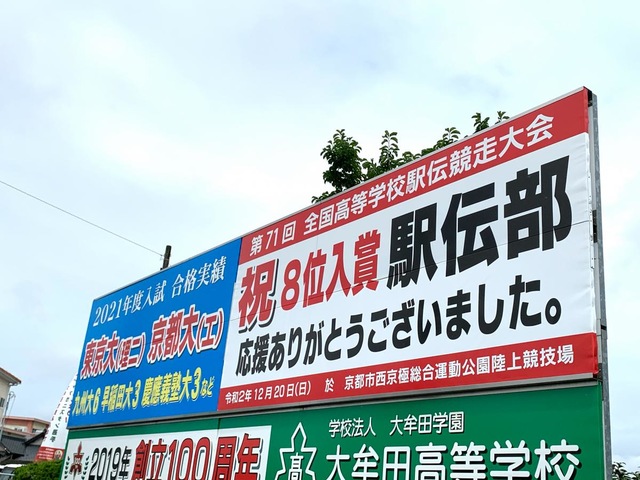 2021年度入試 合格実績
東京大(理二) 京都大(工)
九州大6 早稲田大3 慶應義塾大3など
第71回 全国高等学校駅伝競走大会
祝 8位入賞 駅伝部
応援ありがとうございました。
令和2年12月20日(日) 於 京都市西京極総合運動公園陸上競技場
2019年 創立100周年
高
学校法人 大牟田学園
大牟田高等学校